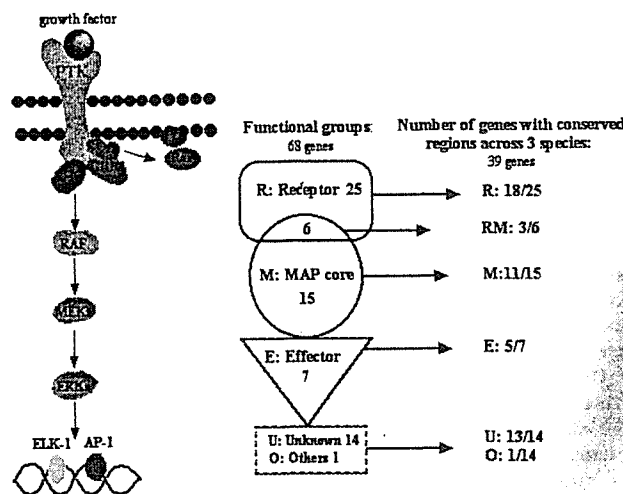 growth factor
PTK
RAF
MEK
ERK
ELK-1 AP-1
Functional groups:
68 genes
R: Receptor 25
6
M: MAP core
15
E: Effector
7
U: Unknown 14
O: Others 1
Number of genes with conserved
regions across 3 species:
39 genes
R: 18/25
RM: 3/6
M:11/15
E: 5/7
U: 13/14
O: 1/14